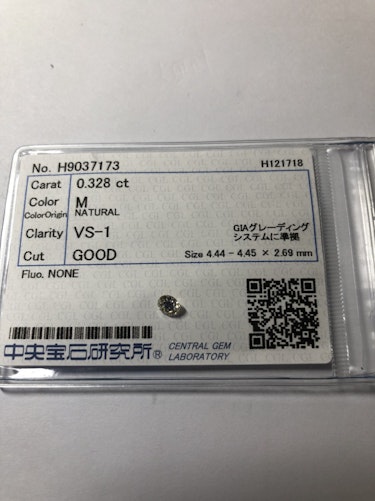 No. H9037173 H121718
Carat 0.328 ct
Color M
ColorOrigin NATURAL
Clarity VS-1 GIAグレーディング
システムに準拠
Cut GOOD Size 4.44 - 4.45 × 2.69 mm
Fluo. NONE
中央宝石研究所® CENTRAL GEM
LABORATORY